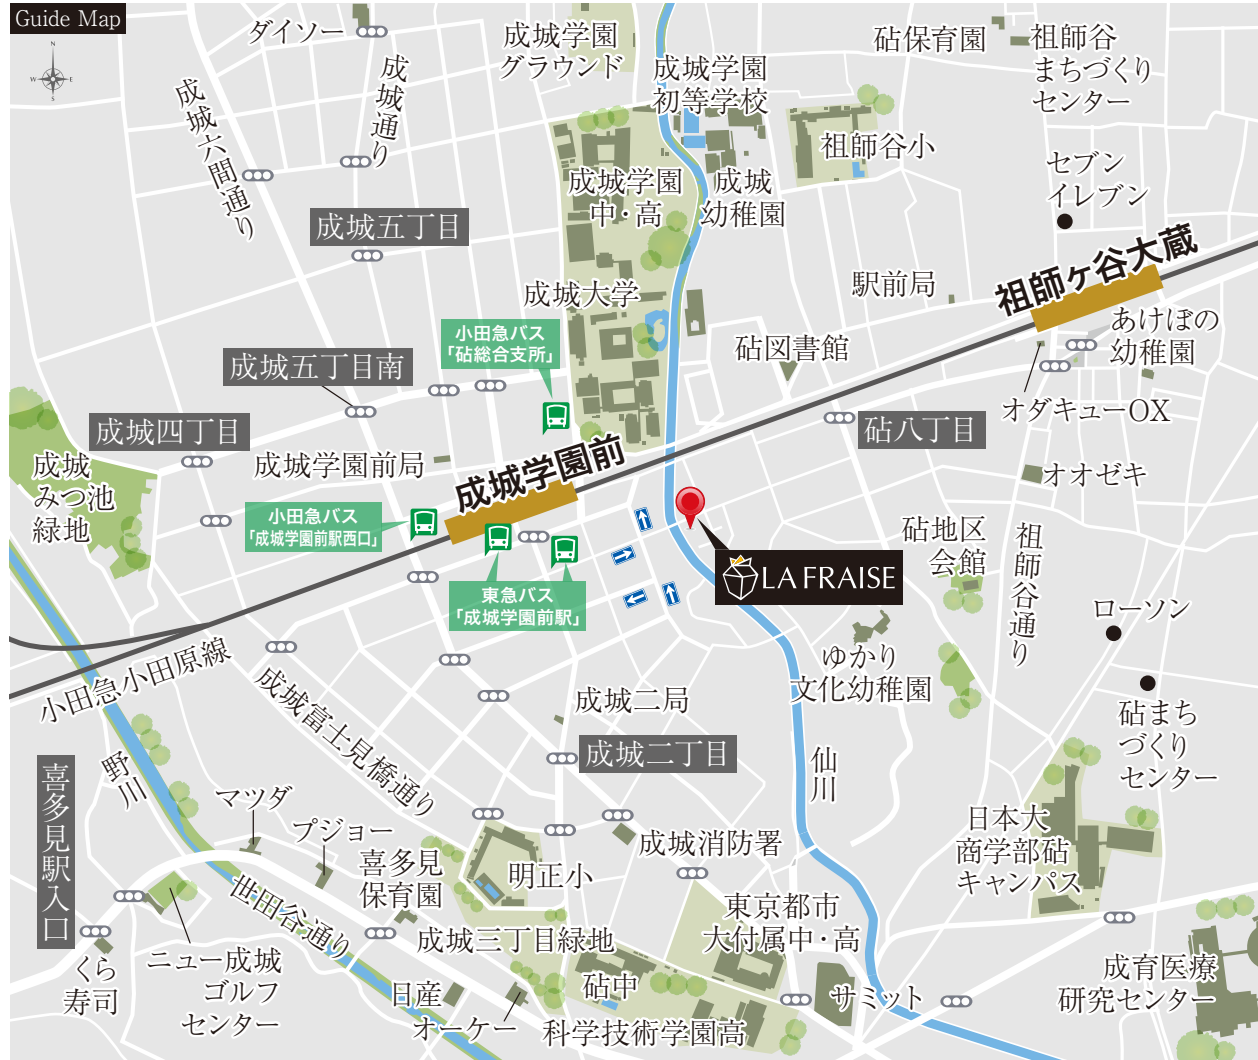 Guide Map
N
W
E
S
ダイソー
成城学園
グラウンド
成城学園
初等学校
砧保育園
祖師谷
まちづくり
センター
成城六間通り
成城通り
祖師谷小
セブン
イレブン
成城学園
中・高
成城
幼稚園
成城五丁目
祖師ヶ谷大蔵
駅前局
成城大学
小田急バス
「砧総合支所」
あけぼの
幼稚園
砧図書館
成城五丁目南
オダキューOX
成城四丁目
砧八丁目
成城
みつ池
緑地
成城学園前局
成城学園前
オオゼキ
小田急バス
「成城学園前駅西口」
砧地区
会館
祖師谷通り
LA FRAISE
東急バス
「成城学園前駅」
ローソン
小田急小田原線
ゆかり
文化幼稚園
成城富士見橋通り
成城二局
砧まち
づくり
センター
成城二丁目
仙川
野川
喜多見駅入口
マツダ
プジョー
喜多見
保育園
明正小
成城消防署
日本大
商学部砧
キャンパス
世田谷通り
東京都市
大付属中・高
成城三丁目緑地
くら
寿司
ニュー成城
ゴルフ
センター
日産
オーケー
砧中
科学技術学園高
サミット
成育医療
研究センター